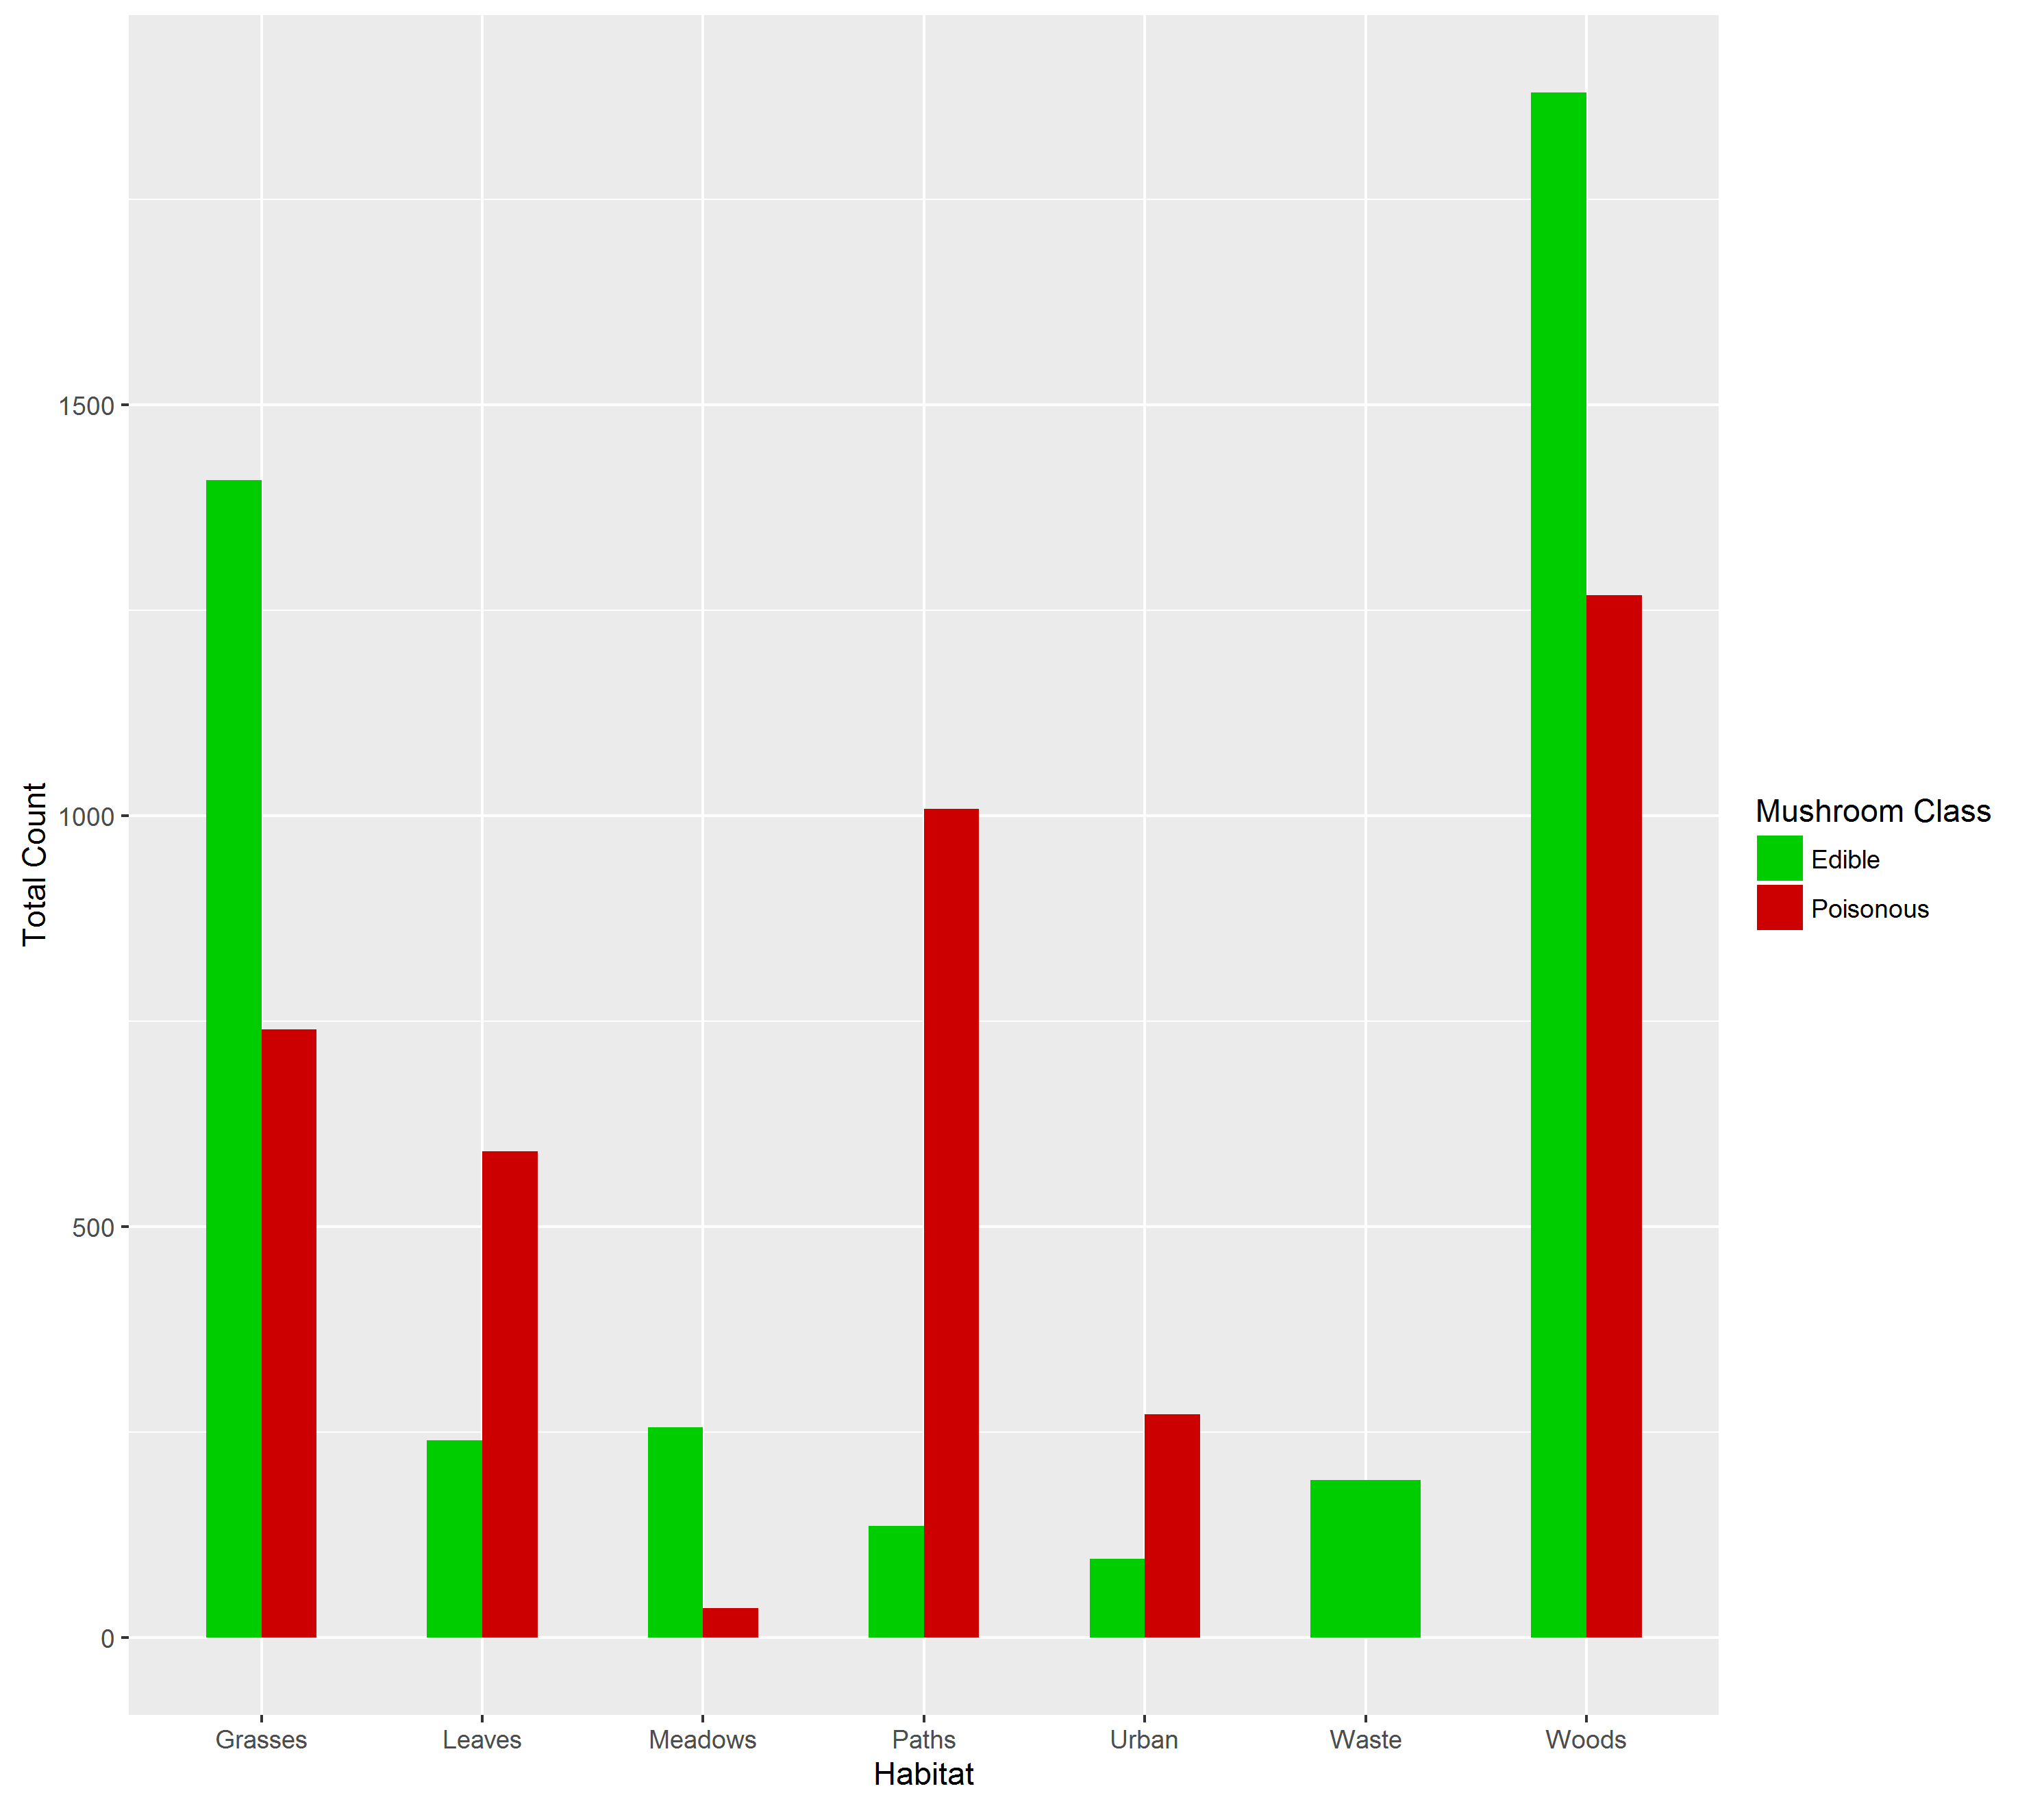 1500
1000
500
0
Total Count
Grasses Leaves Meadows Paths Urban Waste Woods
Habitat
Mushroom Class
Edible
Poisonous